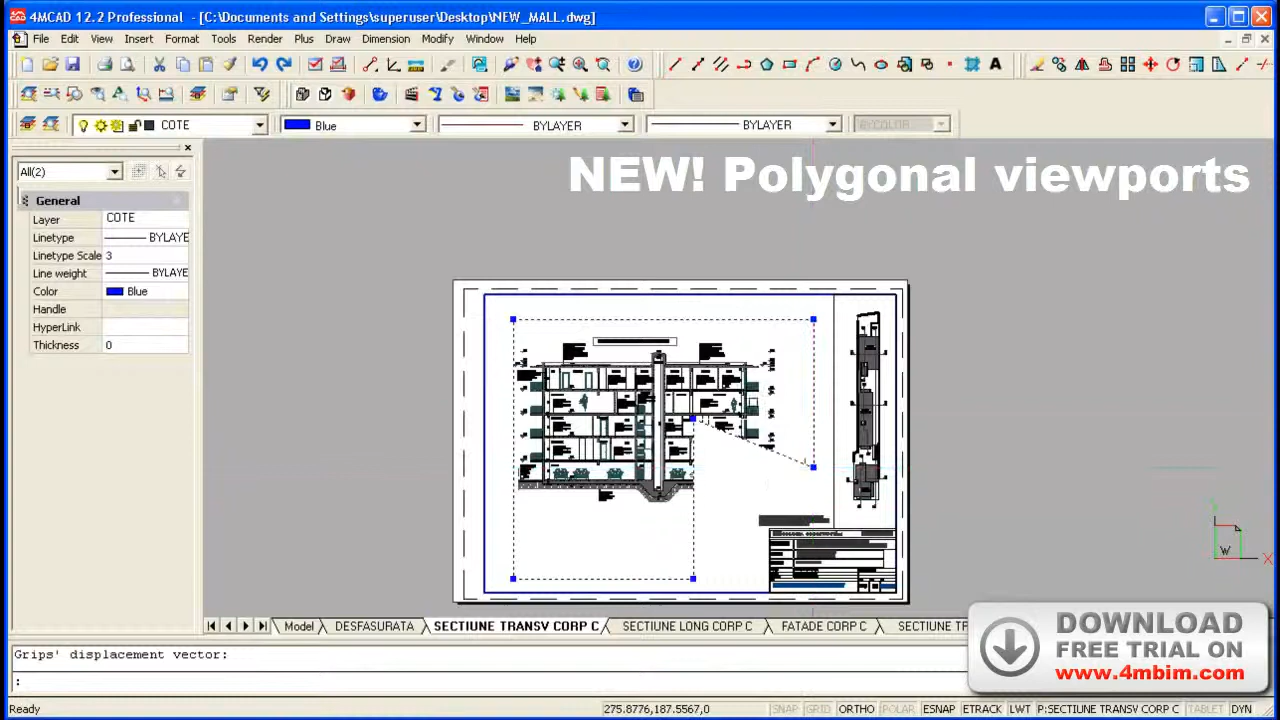 4MCAD 12.2 Professional - [C:\Documents and Settings\superuser\Desktop\NEW_MALL.dwg]
File Edit View Insert Format Tools Render Plus Draw Dimension Modify Window Help
COTE Blue BYLAYER BYLAYER BYCOLOR
NEW! Polygonal viewports
All(2)
General
Layer COTE
Linetype BYLAYE
Linetype Scale 3
Line weight BYLAYE
Color Blue
Handle
HyperLink
Thickness 0
W X
Model DESFASURATA SECTIUNE TRANSV CORP C SECTIUNE LONG CORP C FATADE CORP C SECTIUNE TR
Grips' displacement vector:
:
DOWNLOAD
FREE TRIAL ON
www.4mbim.com
Ready 275.8776,187.5567,0 SNAP GRID ORTHO POLAR ESNAP ETRACK LWT P:SECTIUNE TRANSV CORP C TABLET DYN